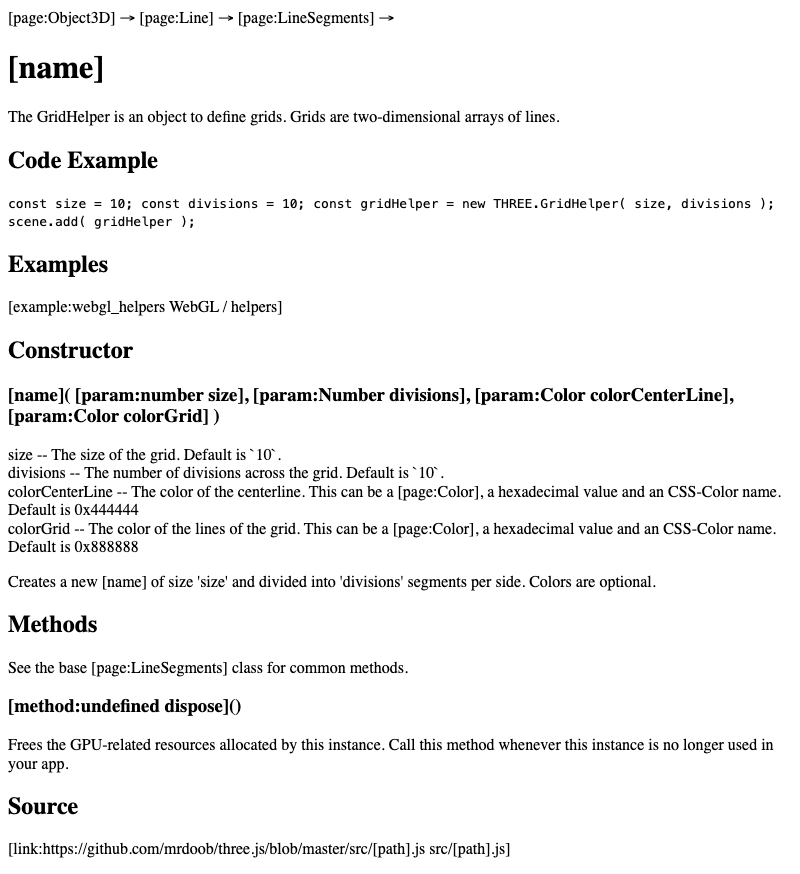 [page:Object3D] → [page:Line] → [page:LineSegments] →
[name]
The GridHelper is an object to define grids. Grids are two-dimensional arrays of lines.
Code Example
const size = 10; const divisions = 10; const gridHelper = new THREE.GridHelper( size, divisions );
scene.add( gridHelper );
Examples
[example:webgl_helpers WebGL / helpers]
Constructor
[name]( [param:number size], [param:Number divisions], [param:Color colorCenterLine],
[param:Color colorGrid] )
size -- The size of the grid. Default is `10`.
divisions -- The number of divisions across the grid. Default is `10`.
colorCenterLine -- The color of the centerline. This can be a [page:Color], a hexadecimal value and an CSS-Color name.
Default is 0x444444
colorGrid -- The color of the lines of the grid. This can be a [page:Color], a hexadecimal value and an CSS-Color name.
Default is 0x888888
Creates a new [name] of size 'size' and divided into 'divisions' segments per side. Colors are optional.
Methods
See the base [page:LineSegments] class for common methods.
[method:undefined dispose]()
Frees the GPU-related resources allocated by this instance. Call this method whenever this instance is no longer used in
your app.
Source
[link:https://github.com/mrdoob/three.js/blob/master/src/[path].js src/[path].js]